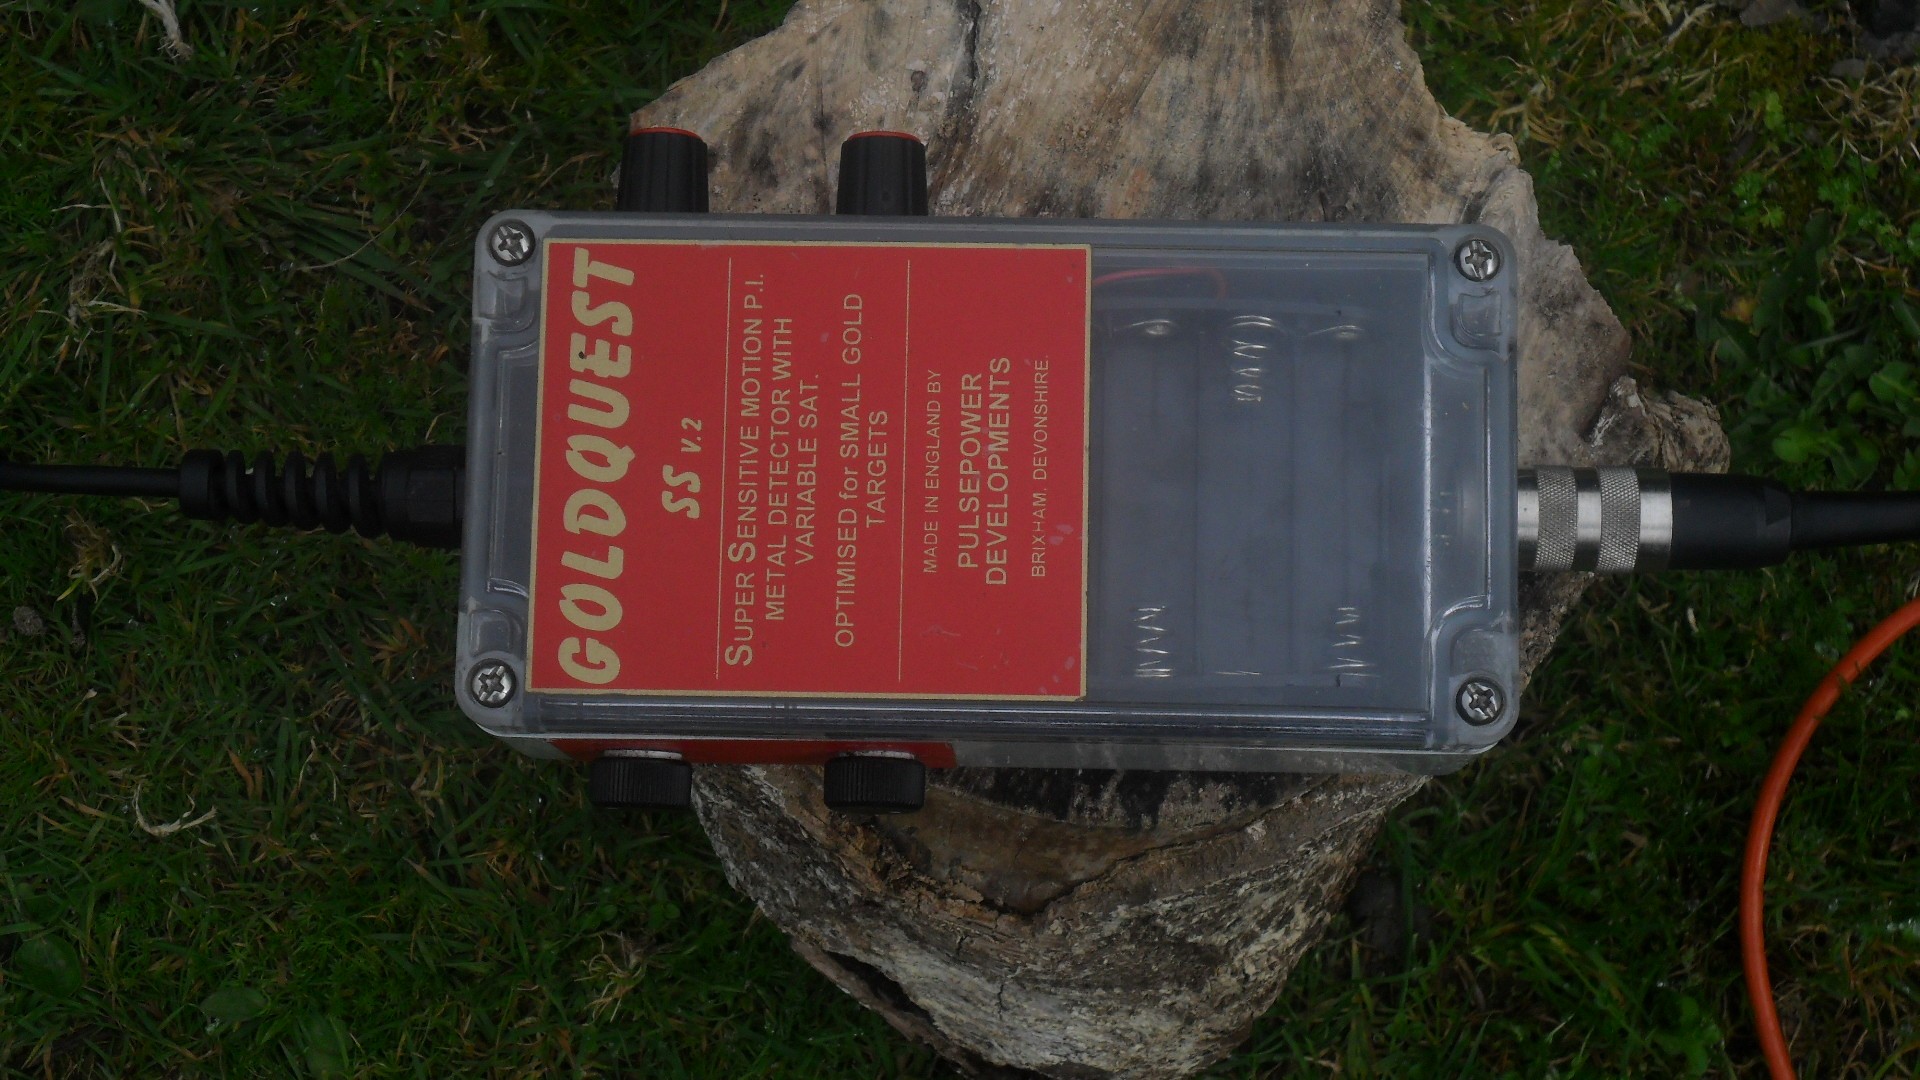 GOLDQUEST
SS V.2
SUPER SENSITIVE MOTION P.I.
METAL DETECTOR WITH
VARIABLE SAT.
OPTIMISED for SMALL GOLD
TARGETS
MADE IN ENGLAND BY
PULSEPOWER
DEVELOPMENTS
BRIXHAM, DEVONSHIRE.